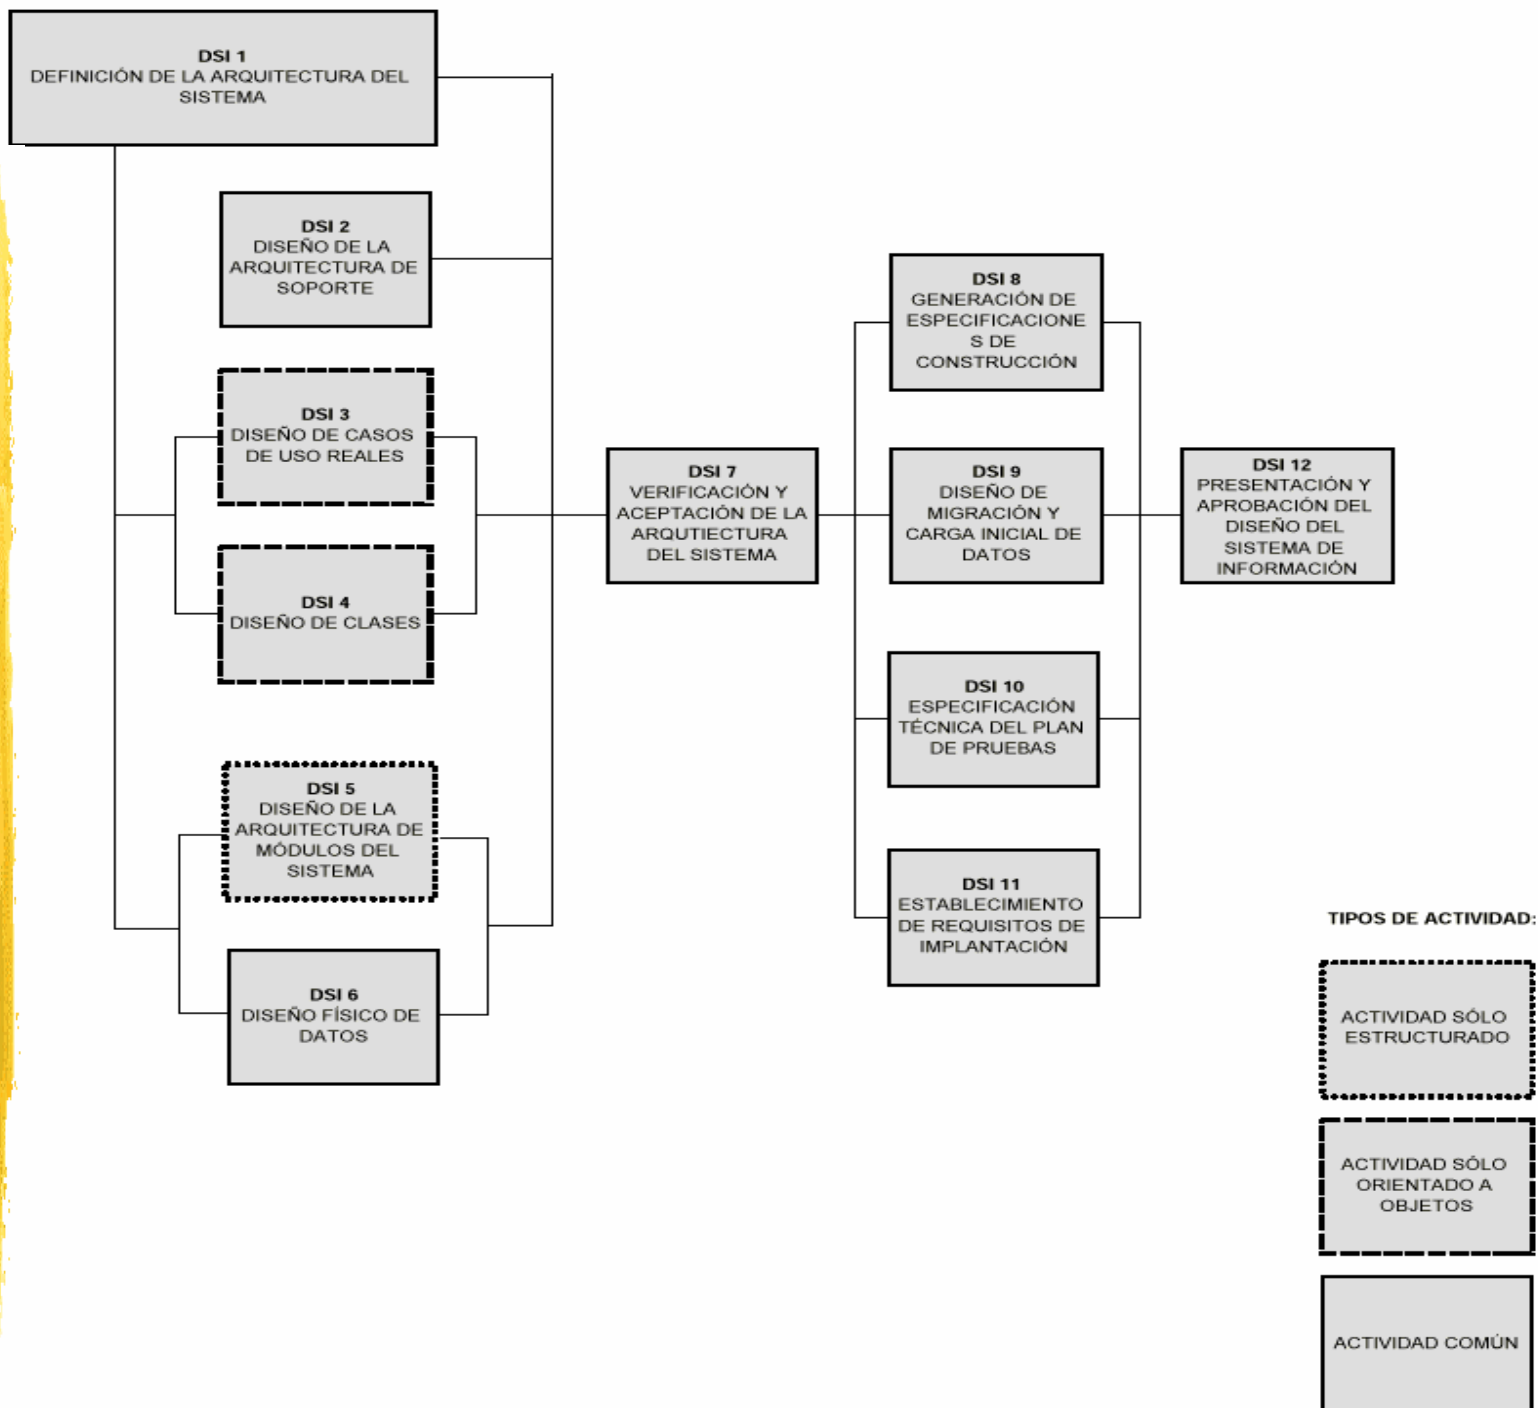 DSI 1
DEFINICIÓN DE LA ARQUITECTURA DEL
SISTEMA
DSI 2
DISEÑO DE LA
ARQUITECTURA DE
SOPORTE
DSI 3
DISEÑO DE CASOS
DE USO REALES
DSI 4
DISEÑO DE CLASES
DSI 5
DISEÑO DE LA
ARQUITECTURA DE
MÓDULOS DEL
SISTEMA
DSI 6
DISEÑO FÍSICO DE
DATOS
DSI 7
VERIFICACIÓN Y
ACEPTACIÓN DE LA
ARQUTIECTURA
DEL SISTEMA
DSI 8
GENERACIÓN DE
ESPECIFICACIONE
S DE
CONSTRUCCIÓN
DSI 9
DISEÑO DE
MIGRACIÓN Y
CARGA INICIAL DE
DATOS
DSI 10
ESPECIFICACIÓN
TÉCNICA DEL PLAN
DE PRUEBAS
DSI 11
ESTABLECIMIENTO
DE REQUISITOS DE
IMPLANTACIÓN
DSI 12
PRESENTACIÓN Y
APROBACIÓN DEL
DISEÑO DEL
SISTEMA DE
INFORMACIÓN
TIPOS DE ACTIVIDAD:
ACTIVIDAD SÓLO
ESTRUCTURADO
ACTIVIDAD SÓLO
ORIENTADO A
OBJETOS
ACTIVIDAD COMÚN